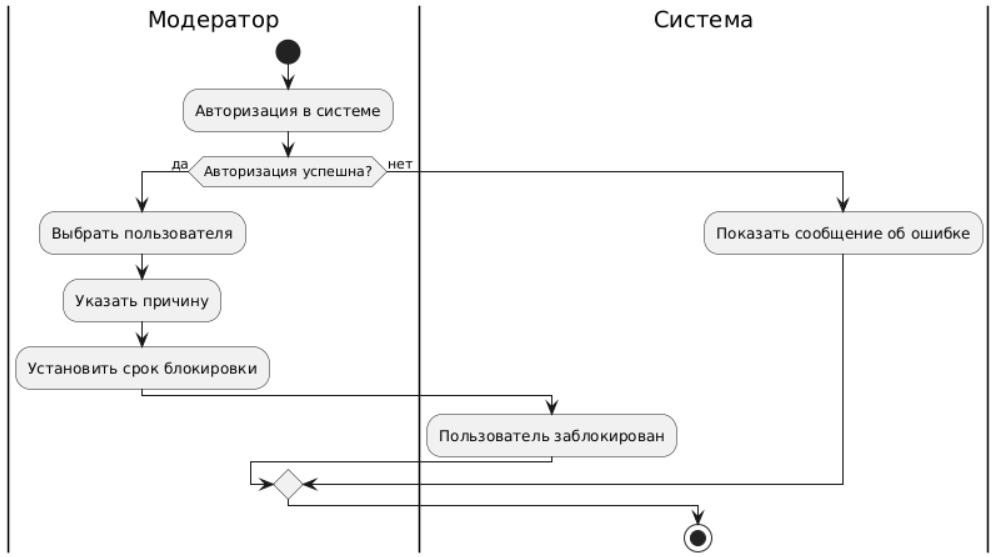 Модератор
Система
Авторизация в системе
да
Авторизация успешна?
нет
Выбрать пользователя
Показать сообщение об ошибке
Указать причину
Установить срок блокировки
Пользователь заблокирован